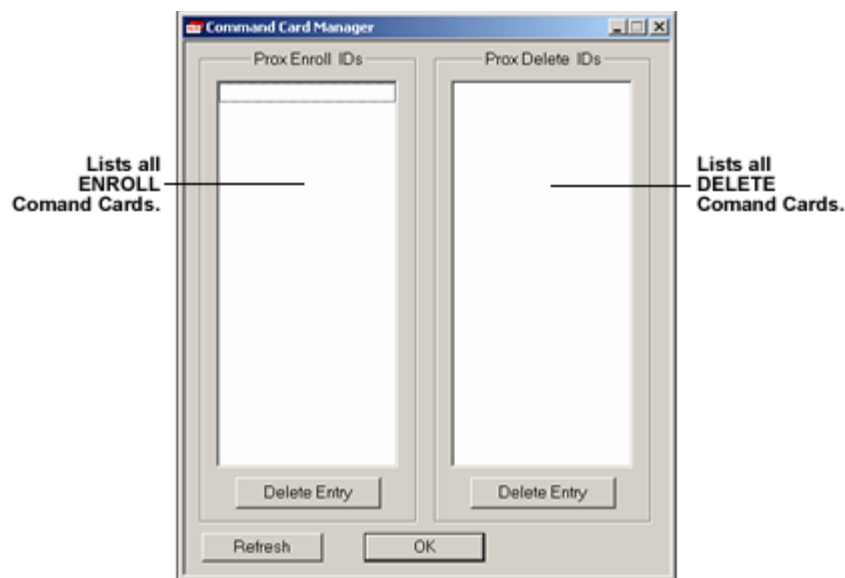 Command Card Manager
Prox Enroll IDs
Prox Delete IDs
Lists all
ENROLL
Comand Cards.
Lists all
DELETE
Comand Cards.
Delete Entry
Delete Entry
Refresh
OK